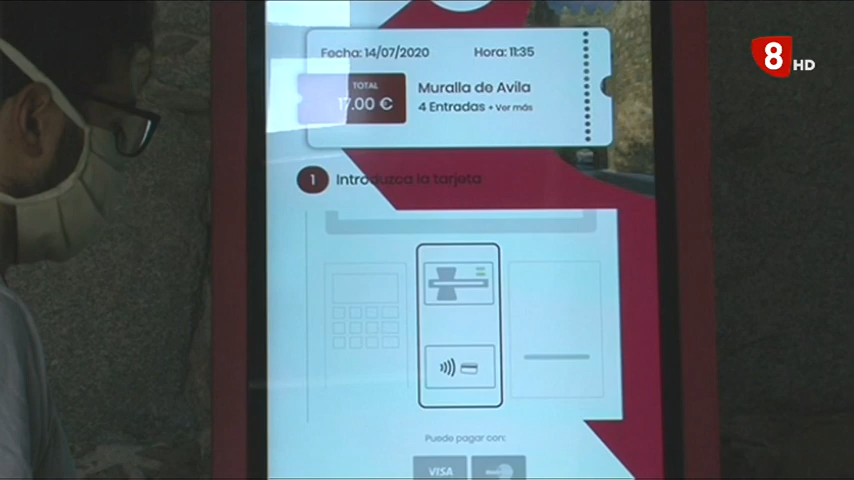 Fecha: 14/07/2020 Hora: 11:35
TOTAL
17.00 €
Muralla de Avila
4 Entradas + Ver más
1 Introduzca la tarjeta
Puede pagar con:
VISA
8 HD